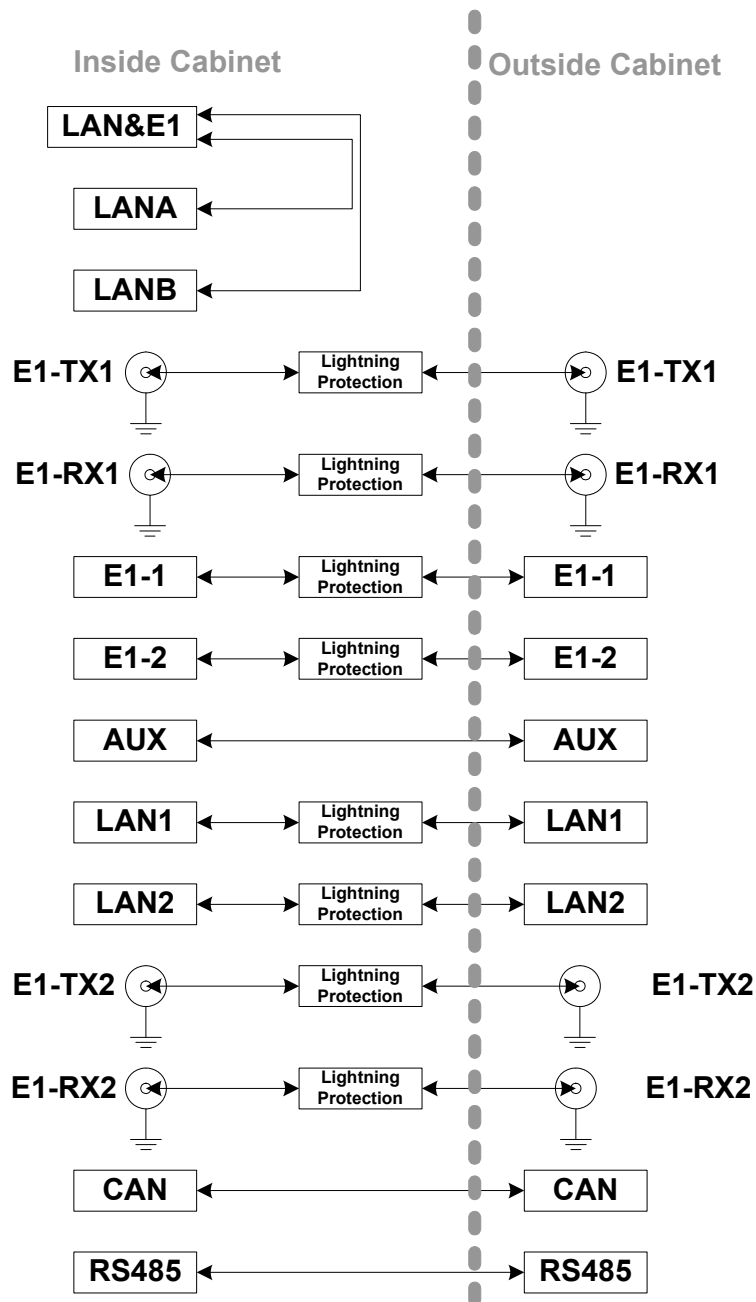 Inside Cabinet
Outside Cabinet
LAN&E1
LANA
LANB
E1-TX1
Lightning
Protection
E1-TX1
E1-RX1
Lightning
Protection
E1-RX1
E1-1
Lightning
Protection
E1-1
E1-2
Lightning
Protection
E1-2
AUX
AUX
LAN1
Lightning
Protection
LAN1
LAN2
Lightning
Protection
LAN2
E1-TX2
Lightning
Protection
E1-TX2
E1-RX2
Lightning
Protection
E1-RX2
CAN
CAN
RS485
RS485